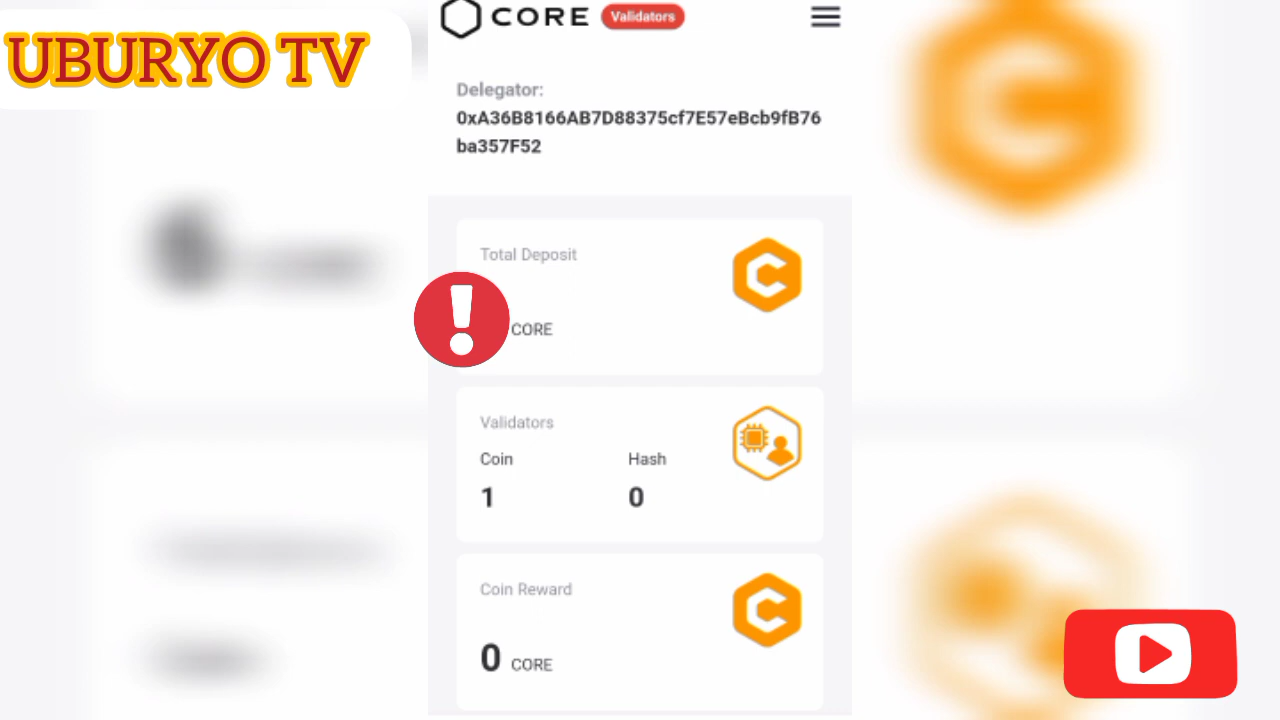 UBURYO TV
CORE Validators
Delegator:
0xA36B8166AB7D88375cf7E57eBcb9fB76
ba357F52
Total Deposit
CORE
Validators
Coin Hash
1 0
Coin Reward
0 CORE